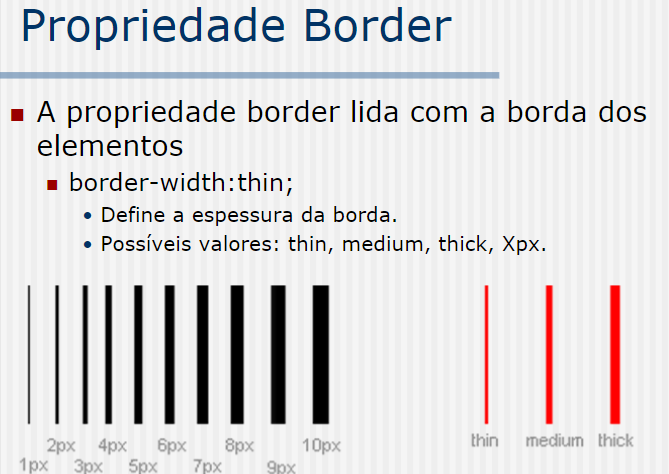 Propriedade Border
A propriedade border lida com a borda dos
elementos
border-width:thin;
Define a espessura da borda.
Possíveis valores: thin, medium, thick, Xpx.
2px 4px 6px 8px 10px thin medium thick
1px 3px 5px 7px 9px